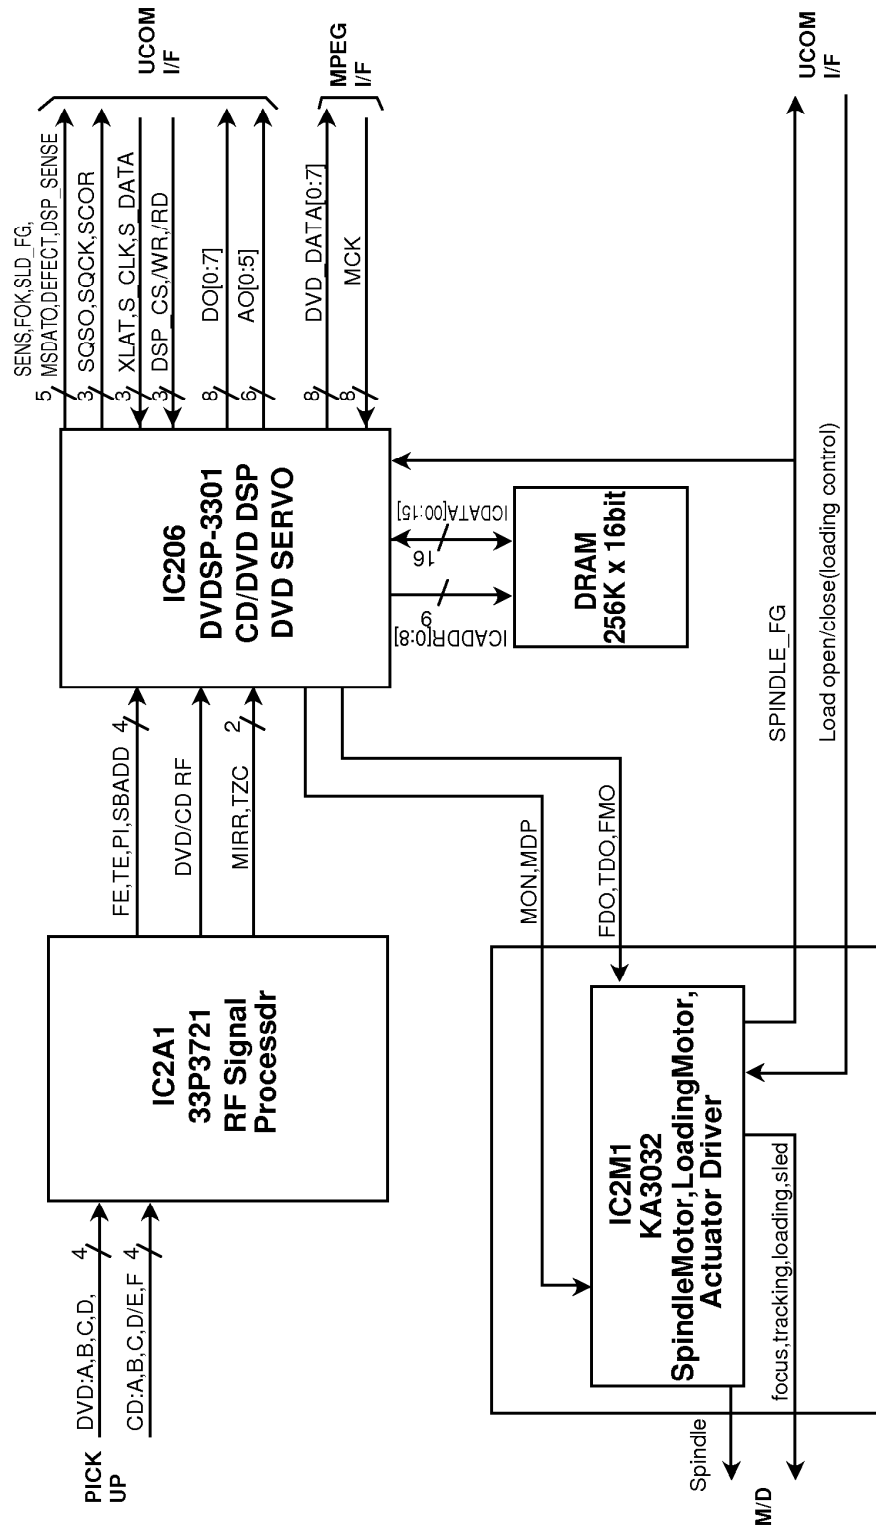 PICK
UP
DVD:A,B,C,D,
4
CD:A,B,C,D/E,F
4
IC2A1
33P3721
RF Signal
Processdr
FE,TE,PI,SBADD
4
DVD/CD RF
MIRR,TZC
2
IC206
DVDSP-3301
CD/DVD DSP
DVD SERVO
SENS,FOK,SLD_FG,
MSDATO,DEFECT,DSP_SENSE
5
SQSO,SQCK,SCOR
3
XLAT,S_CLK,S_DATA
3
DSP_CS,/WR,/RD
3
DO[0:7]
8
AO[0:5]
6
UCOM
I/F
DVD_DATA[0:7]
8
MCK
8
MPEG
I/F
ICADDR[0:8]
9
ICDATA[00:15]
16
DRAM
256K x 16bit
MON,MDP
FDO,TDO,FMO
IC2M1
KA3032
SpindleMotor,LoadingMotor,
Actuator Driver
SPINDLE_FG
Load open/close(loading control)
UCOM
I/F
Spindle
focus,tracking,loading,sled
M/D